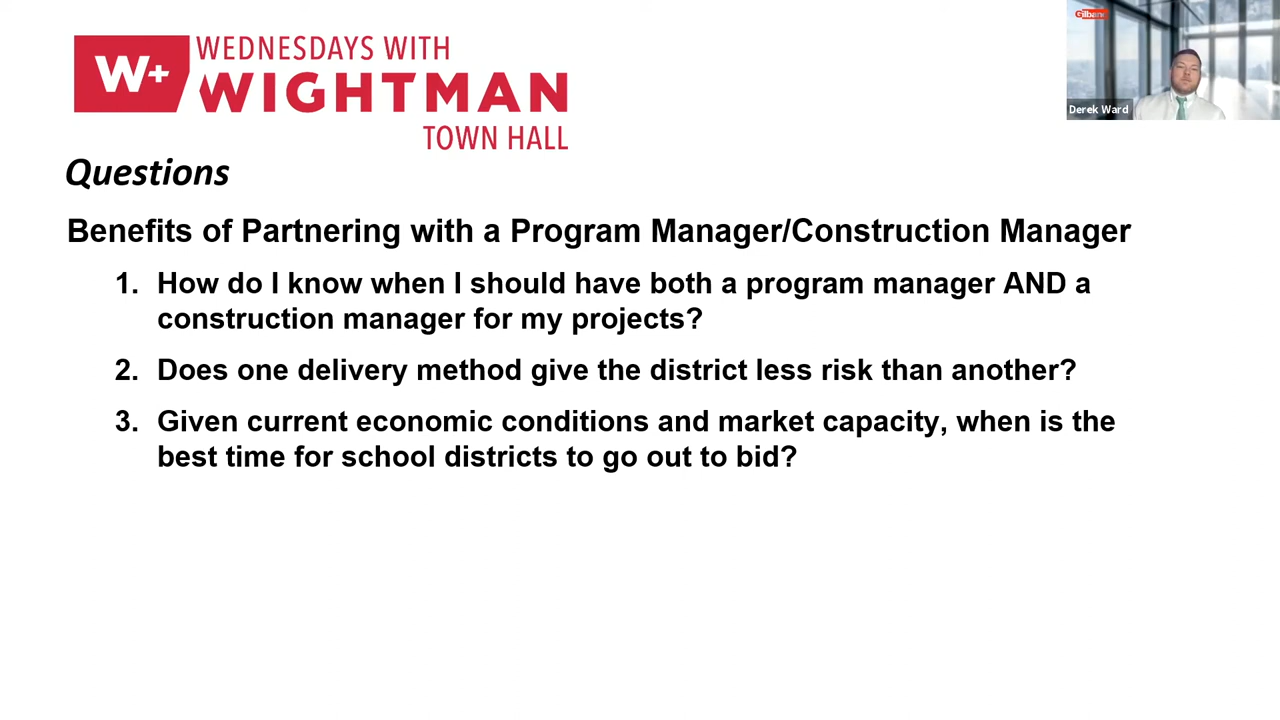 W+
WEDNESDAYS WITH
WIGHTMAN
TOWN HALL
Gilbane
Derek Ward
Questions
Benefits of Partnering with a Program Manager/Construction Manager
1. How do I know when I should have both a program manager AND a
construction manager for my projects?
2. Does one delivery method give the district less risk than another?
3. Given current economic conditions and market capacity, when is the
best time for school districts to go out to bid?